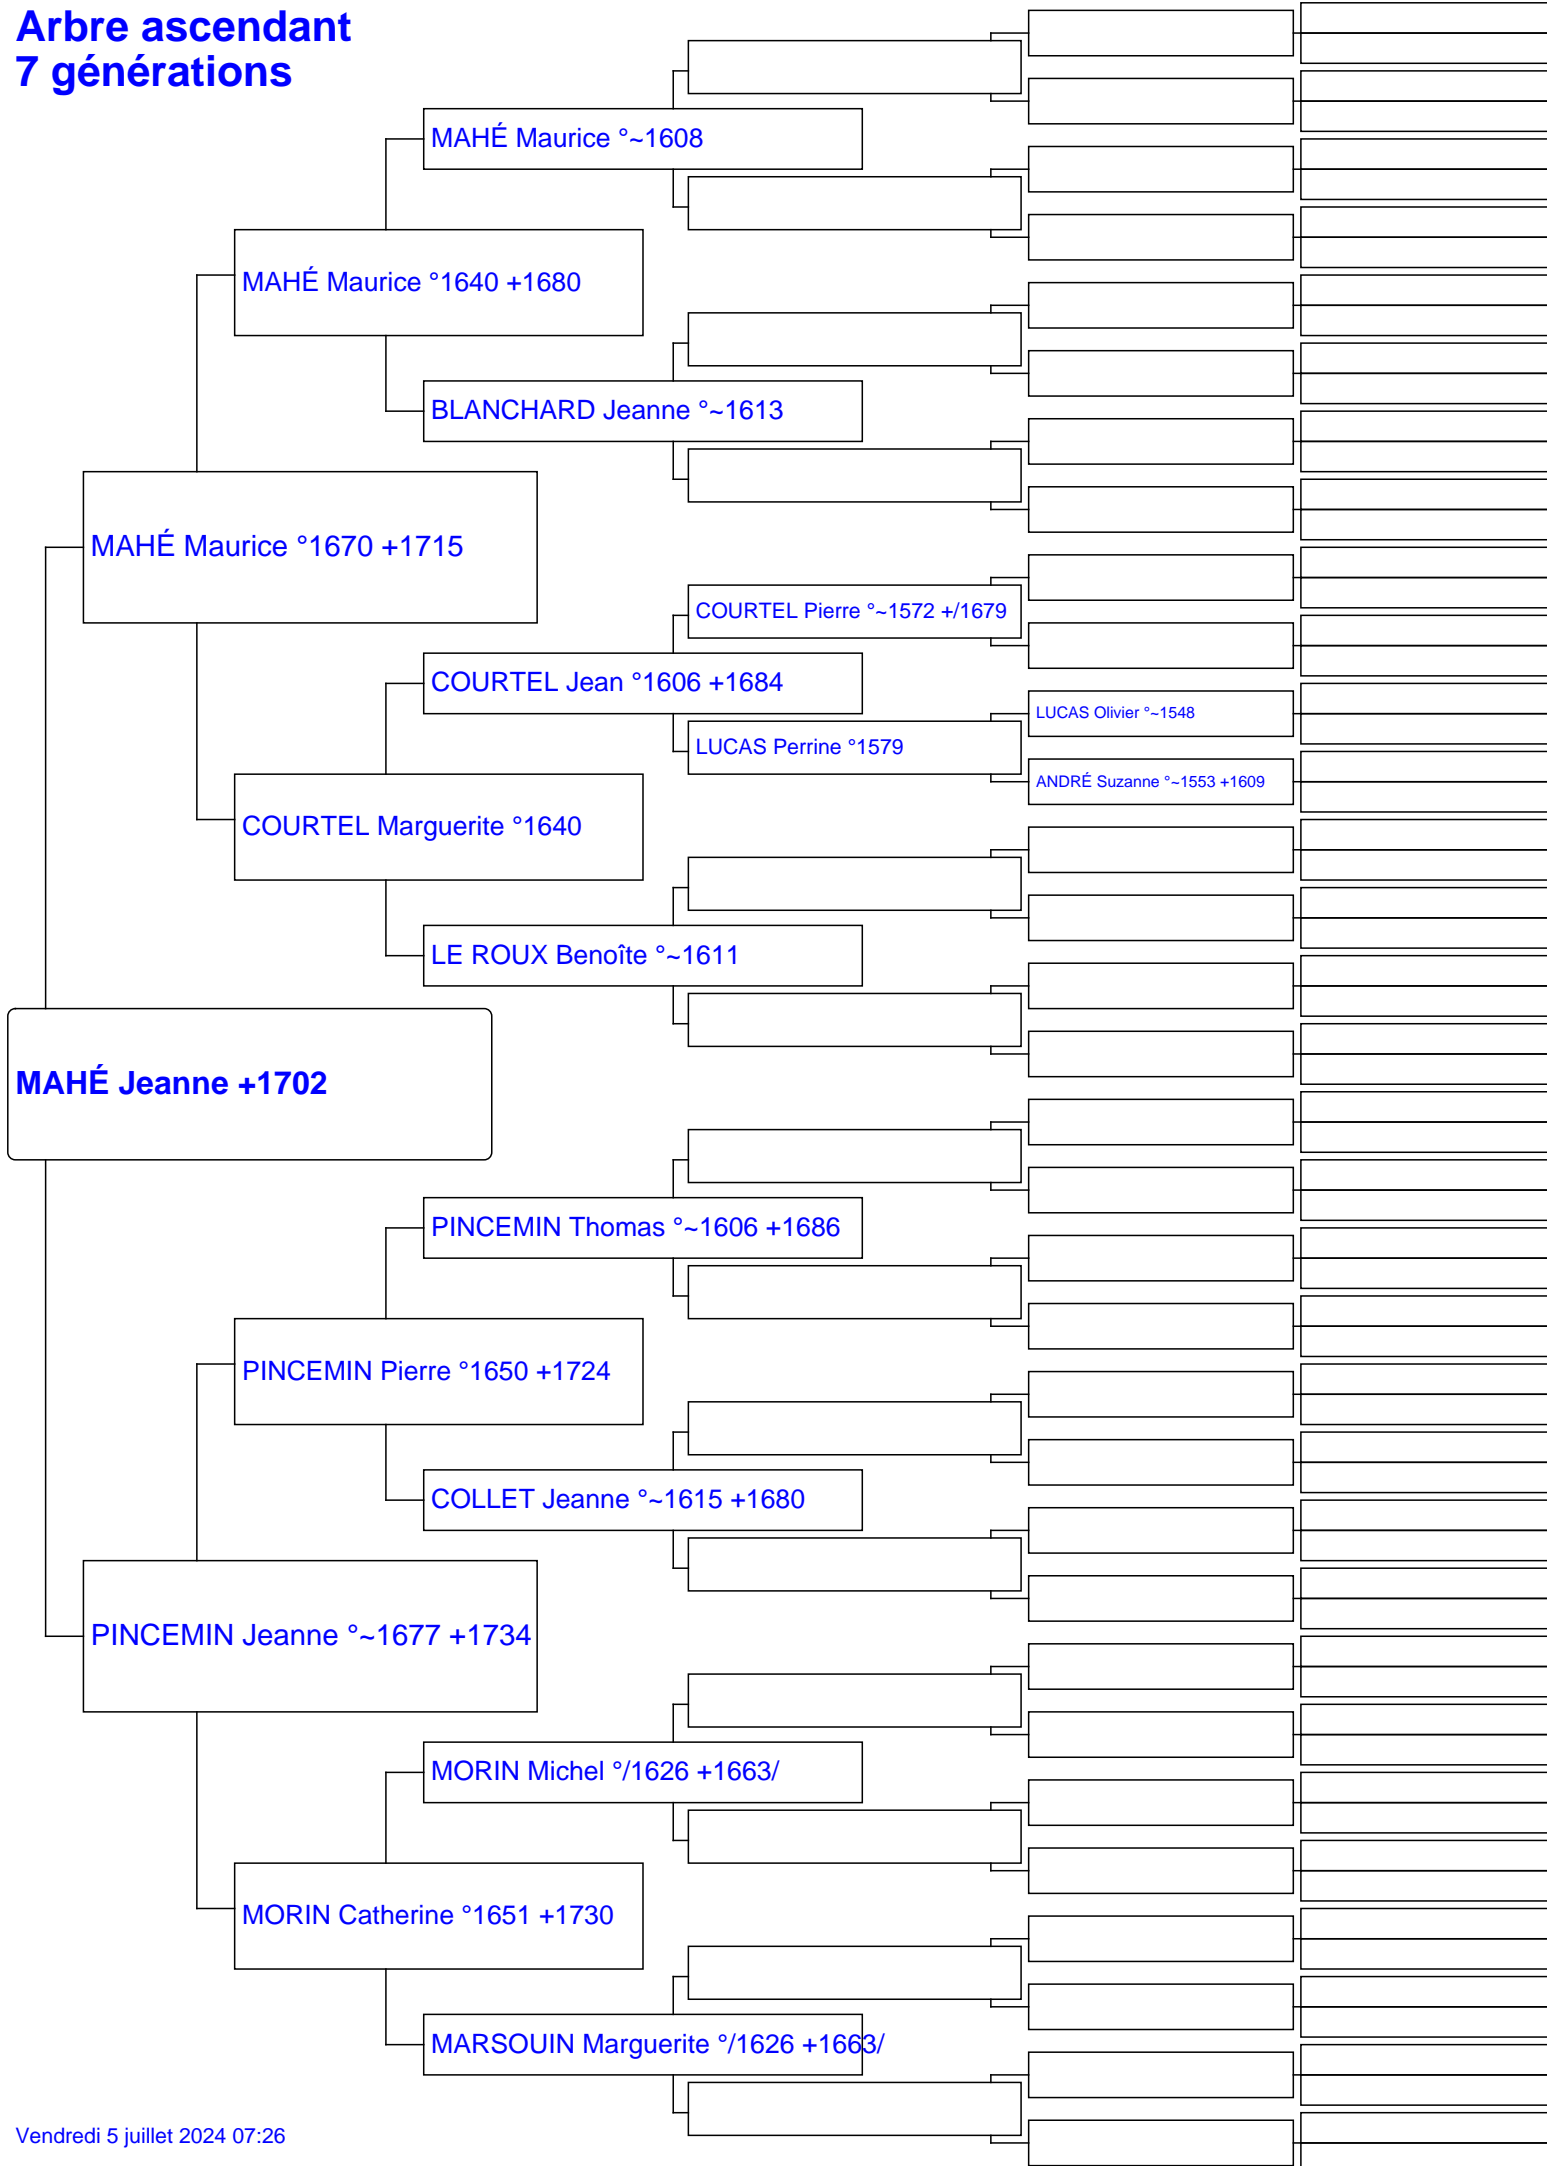 Arbre ascendant
7 générations
MAHÉ Maurice °~1608
MAHÉ Maurice °1640 +1680
BLANCHARD Jeanne °~1613
MAHÉ Maurice °1670 +1715
COURTEL Pierre °~1572 +/1679
COURTEL Jean °1606 +1684
LUCAS Olivier °~1548
LUCAS Perrine °1579
ANDRÉ Suzanne °~1553 +1609
COURTEL Marguerite °1640
LE ROUX Benoîte °~1611
MAHÉ Jeanne +1702
PINCEMIN Thomas °~1606 +1686
PINCEMIN Pierre °1650 +1724
COLLET Jeanne °~1615 +1680
PINCEMIN Jeanne °~1677 +1734
MORIN Michel °/1626 +1663/
MORIN Catherine °1651 +1730
MARSOUIN Marguerite °/1626 +1663/
Vendredi 5 juillet 2024 07:26